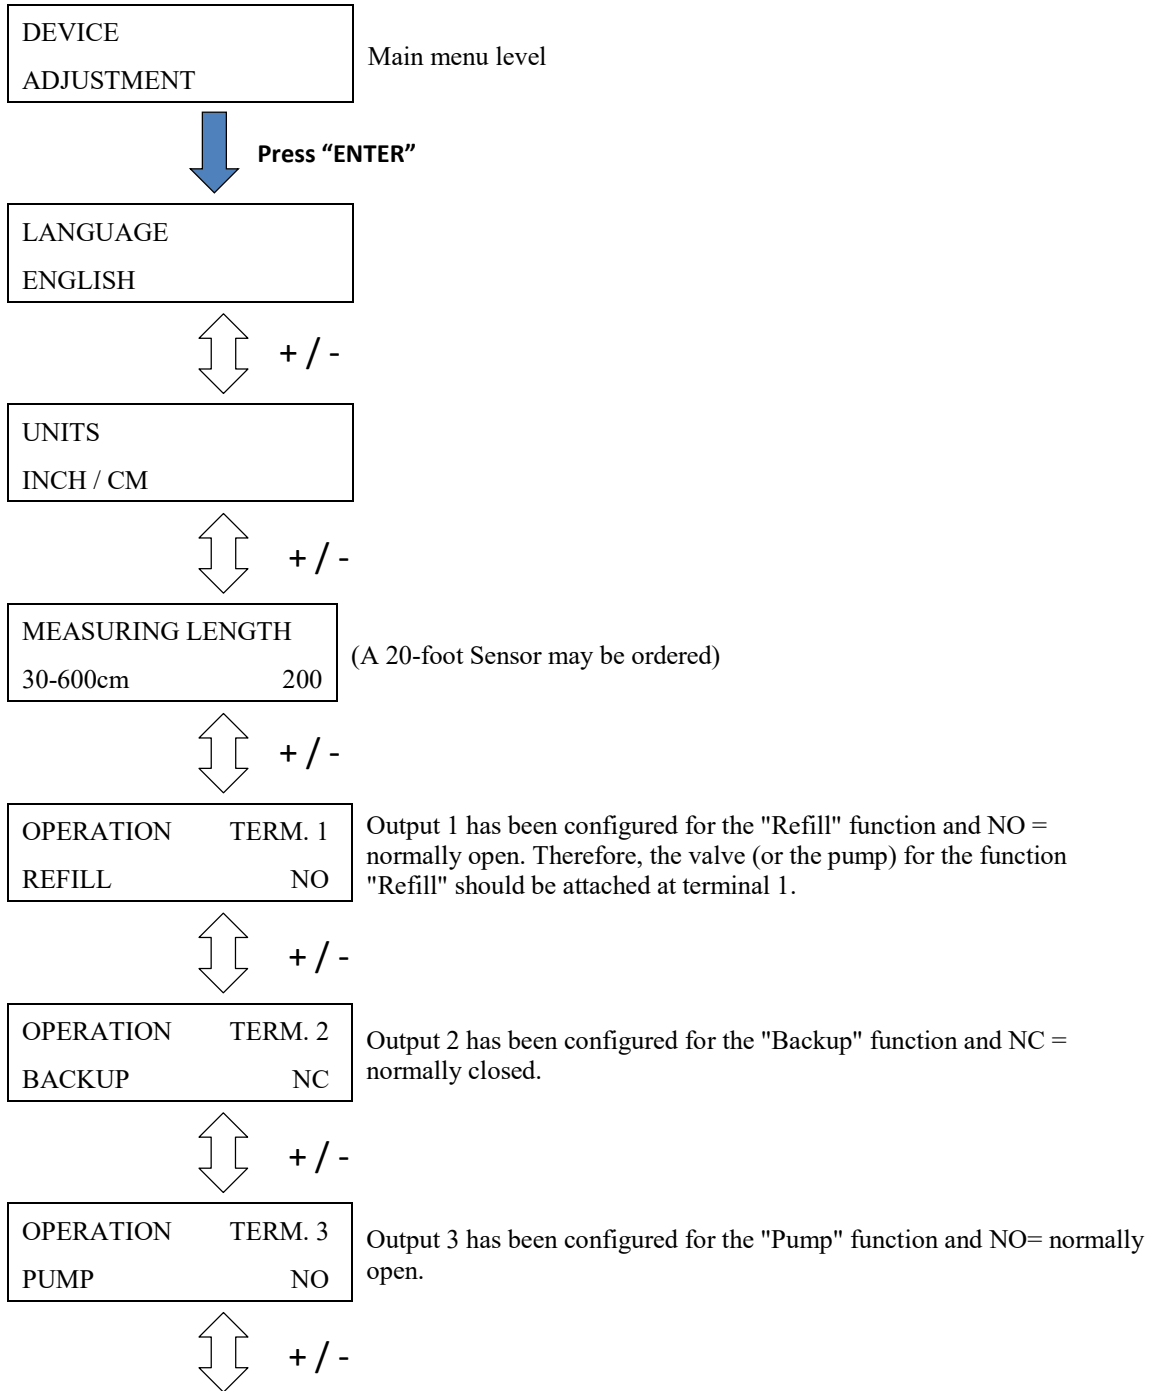 DEVICE
ADJUSTMENT
Main menu level
Press “ENTER”
LANGUAGE
ENGLISH
+ / -
UNITS
INCH / CM
+ / -
MEASURING LENGTH
30-600cm 200
(A 20-foot Sensor may be ordered)
+ / -
OPERATION TERM. 1
REFILL NO
Output 1 has been configured for the "Refill" function and NO =
normally open. Therefore, the valve (or the pump) for the function
"Refill" should be attached at terminal 1.
+ / -
OPERATION TERM. 2
BACKUP NC
Output 2 has been configured for the "Backup" function and NC =
normally closed.
+ / -
OPERATION TERM. 3
PUMP NO
Output 3 has been configured for the "Pump" function and NO= normally
open.
+ / -